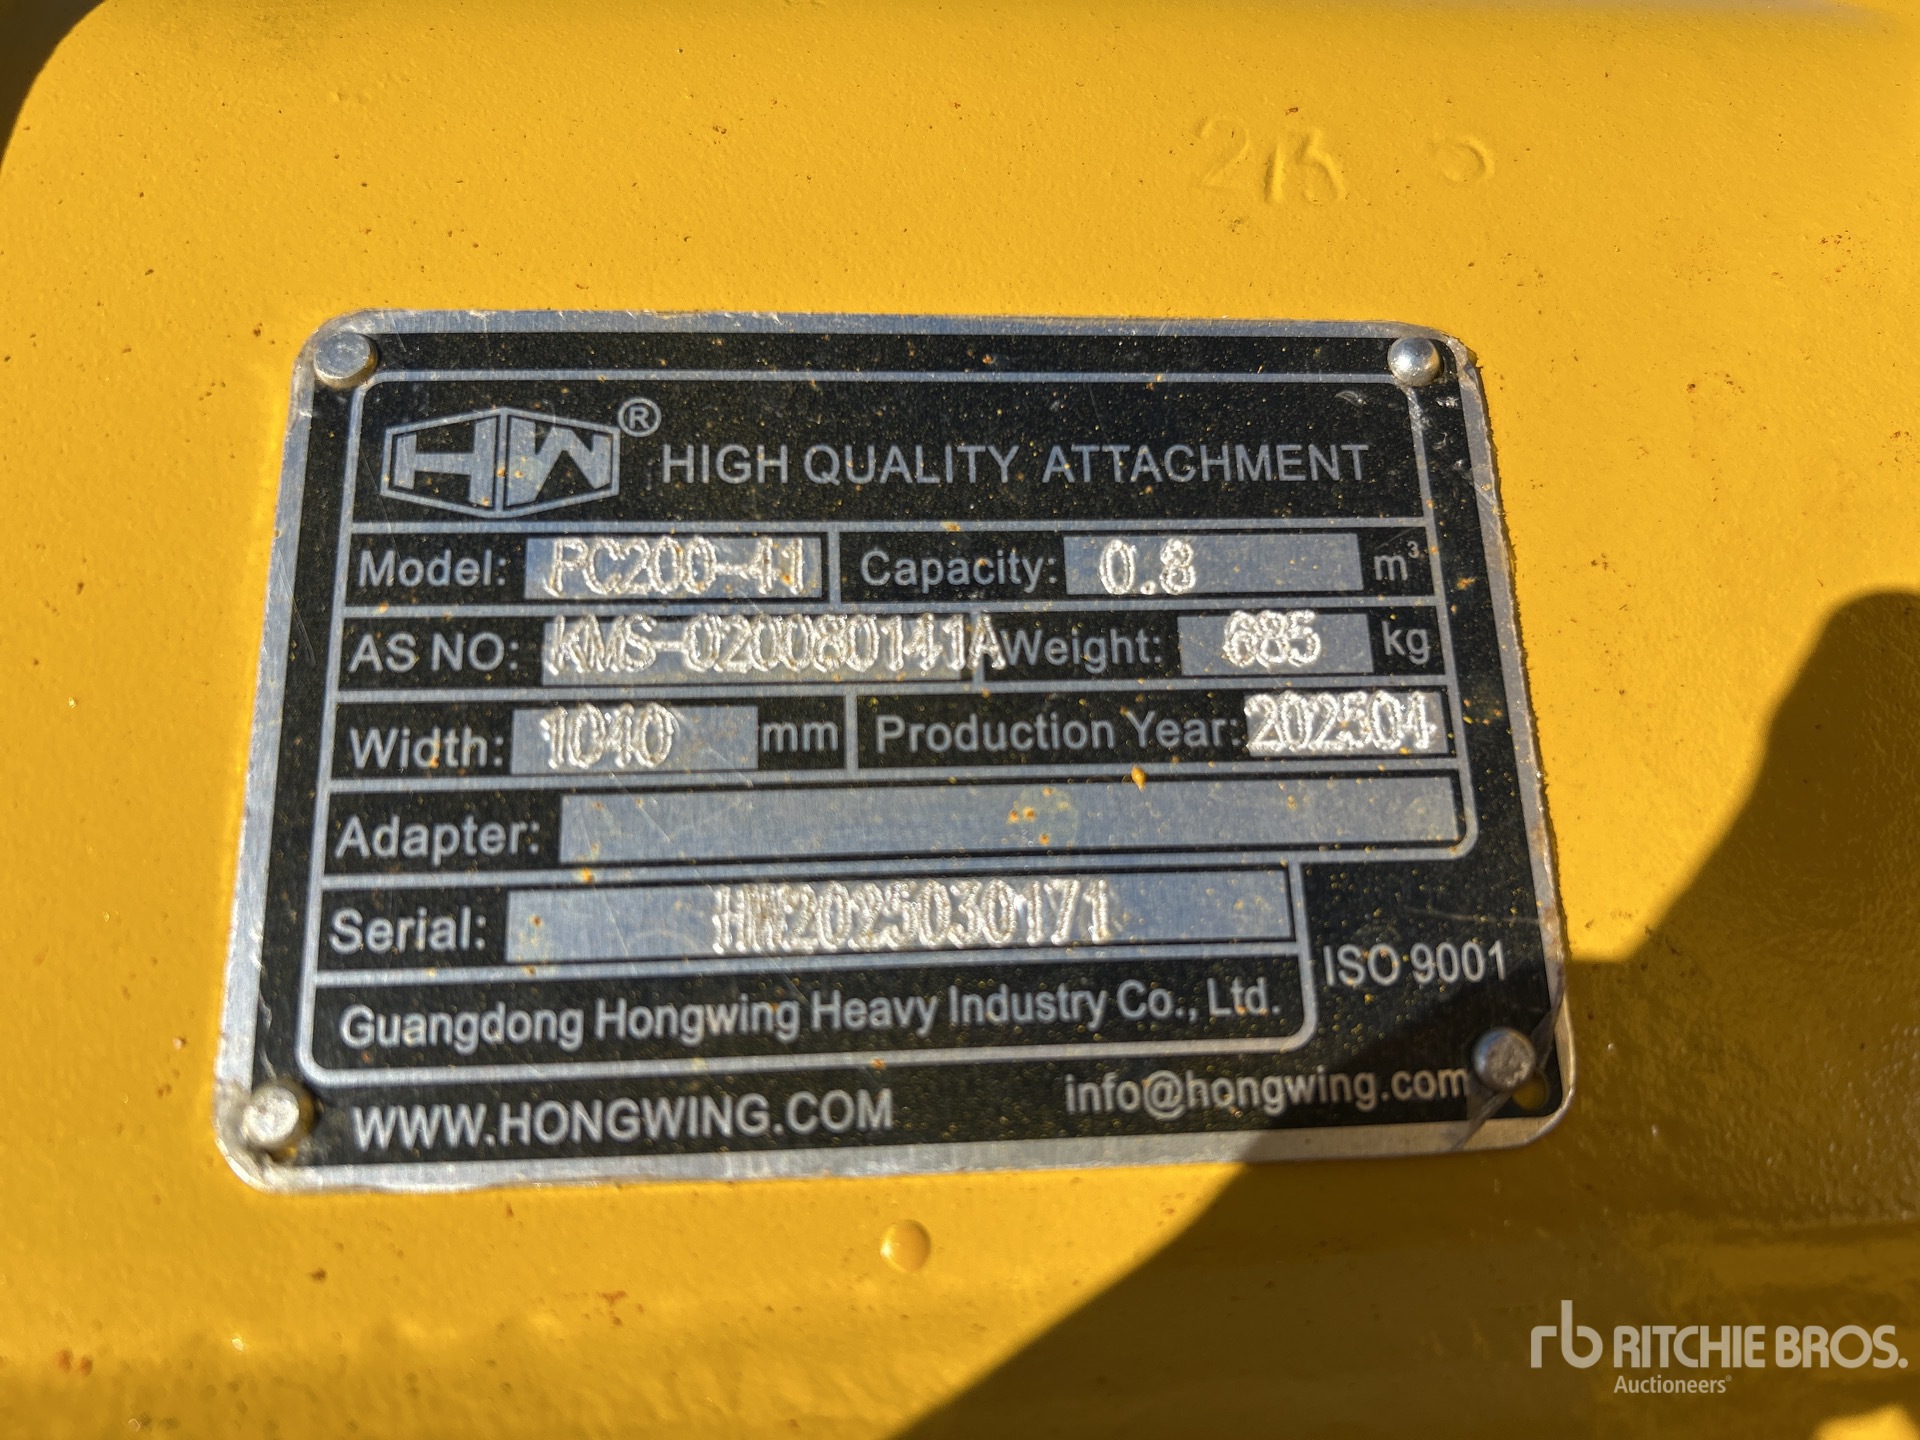 HW® HIGH QUALITY ATTACHMENT
Model: PC200-41 Capacity: 0.8 m³
AS NO: KMS-020080141A Weight: 685 kg
Width: 1040 mm Production Year: 202504
Adapter:
Serial: HW2025030171
Guangdong Hongwing Heavy Industry Co., Ltd.
ISO 9001
WWW.HONGWING.COM info@hongwing.com
rb RITCHIE BROS.
Auctioneers